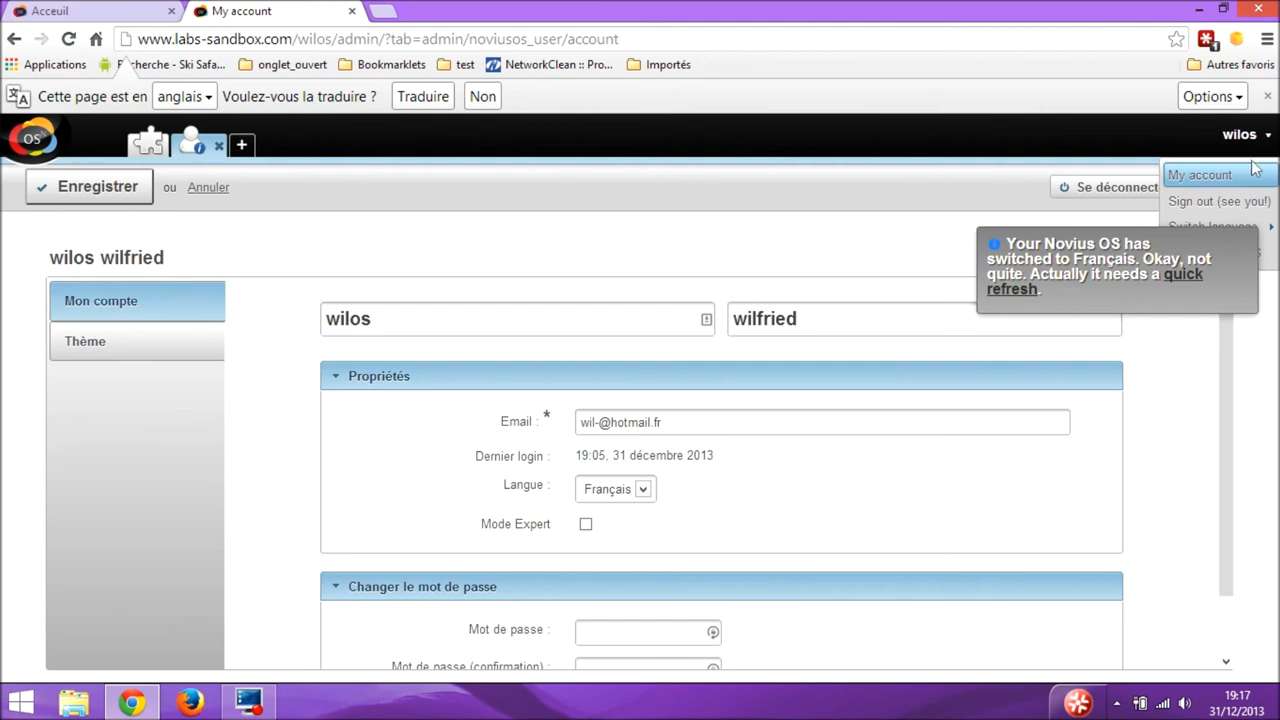 Acceuil
My account
www.labs-sandbox.com/wilos/admin/?tab=admin/noviusos_user/account
Applications
cherche - Ski Safa...
onglet_ouvert
Bookmarklets
test
NetworkClean :: Pro...
Importés
Autres favoris
Cette page est en
anglais
Voulez-vous la traduire ?
Traduire
Non
Options
OS
wilos
Enregistrer
ou
Annuler
Se déconnect
My account
Sign out (see you!)
Switch language
Your Novius OS has
switched to Français. Okay, not
quite. Actually it needs a quick
refresh.
wilos wilfried
Mon compte
Thème
wilos
wilfried
Propriétés
Email : *
wil-@hotmail.fr
Dernier login :
19:05, 31 décembre 2013
Langue :
Français
Mode Expert
Changer le mot de passe
Mot de passe :
Mot de passe (confirmation) :
19:17
31/12/2013